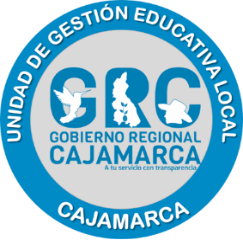 UNIDAD DE GESTIÓN EDUCATIVA LOCAL
GRC
GOBIERNO REGIONAL
CAJAMARCA
A tu servicio con transparencia
CAJAMARCA